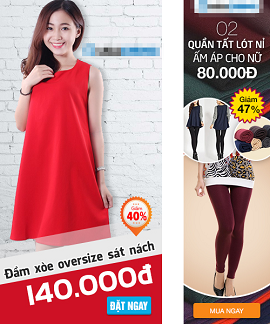 Giảm
40%
Đầm xòe oversize sát nách
140.000đ
ĐẶT NGAY
02
QUẦN TẤT LÓT NỈ
ẤM ÁP CHO NỮ
80.000Đ
Giảm
47%
MUA NGAY